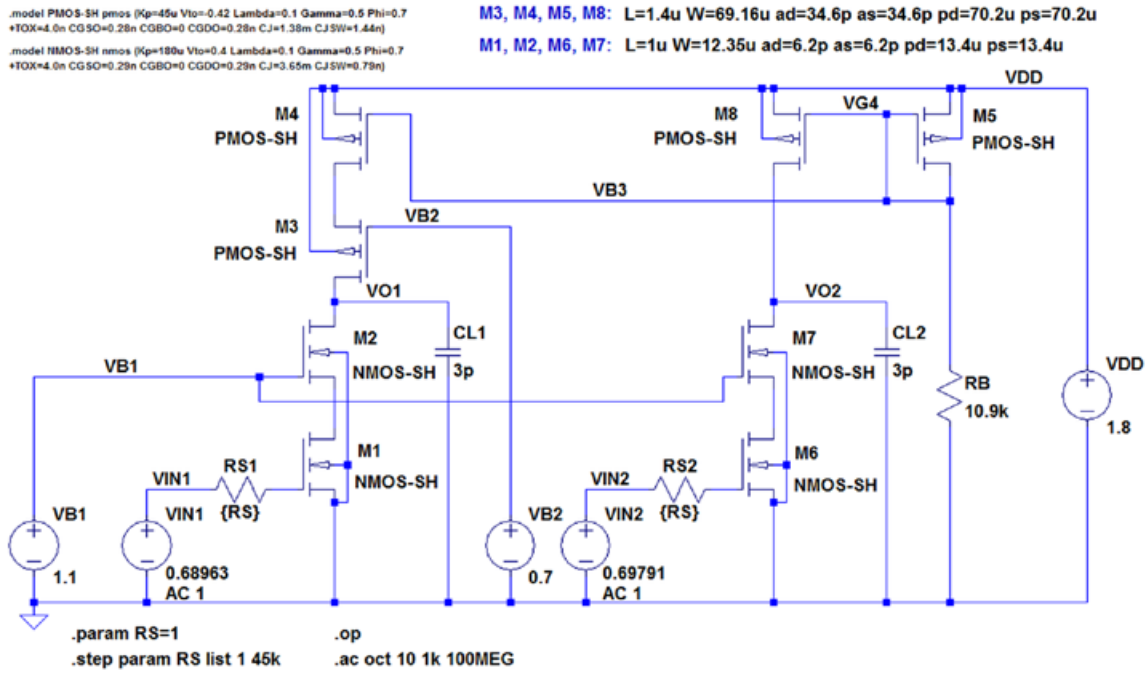 .model PMOS-SH pmos (Kp=45u Vto=-0.42 Lambda=0.1 Gamma=0.5 Phi=0.7
+TOX=4.0n CGSO=0.28n CGBO=0 CGDO=0.28n CJ=1.38m CJSW=1.44n)
.model NMOS-SH nmos (Kp=180u Vto=0.4 Lambda=0.1 Gamma=0.5 Phi=0.7
+TOX=4.0n CGSO=0.29n CGBO=0 CGDO=0.29n CJ=3.65m CJSW=0.79n)
M3, M4, M5, M8: L=1.4u W=69.16u ad=34.6p as=34.6p pd=70.2u ps=70.2u
M1, M2, M6, M7: L=1u W=12.35u ad=6.2p as=6.2p pd=13.4u ps=13.4u
VDD
M4
PMOS-SH
M8
PMOS-SH
VG4
M5
PMOS-SH
VB3
VB2
M3
PMOS-SH
VO1
VO2
M2
NMOS-SH
CL1
3p
M7
NMOS-SH
CL2
3p
VB1
RB
10.9k
VDD
1.8
M1
NMOS-SH
RS1
{RS}
VIN1
M6
NMOS-SH
RS2
{RS}
VIN2
VB1
1.1
VIN1
0.68963
AC 1
VB2
0.7
VIN2
0.69791
AC 1
.param RS=1
.op
.step param RS list 1 45k
.ac oct 10 1k 100MEG